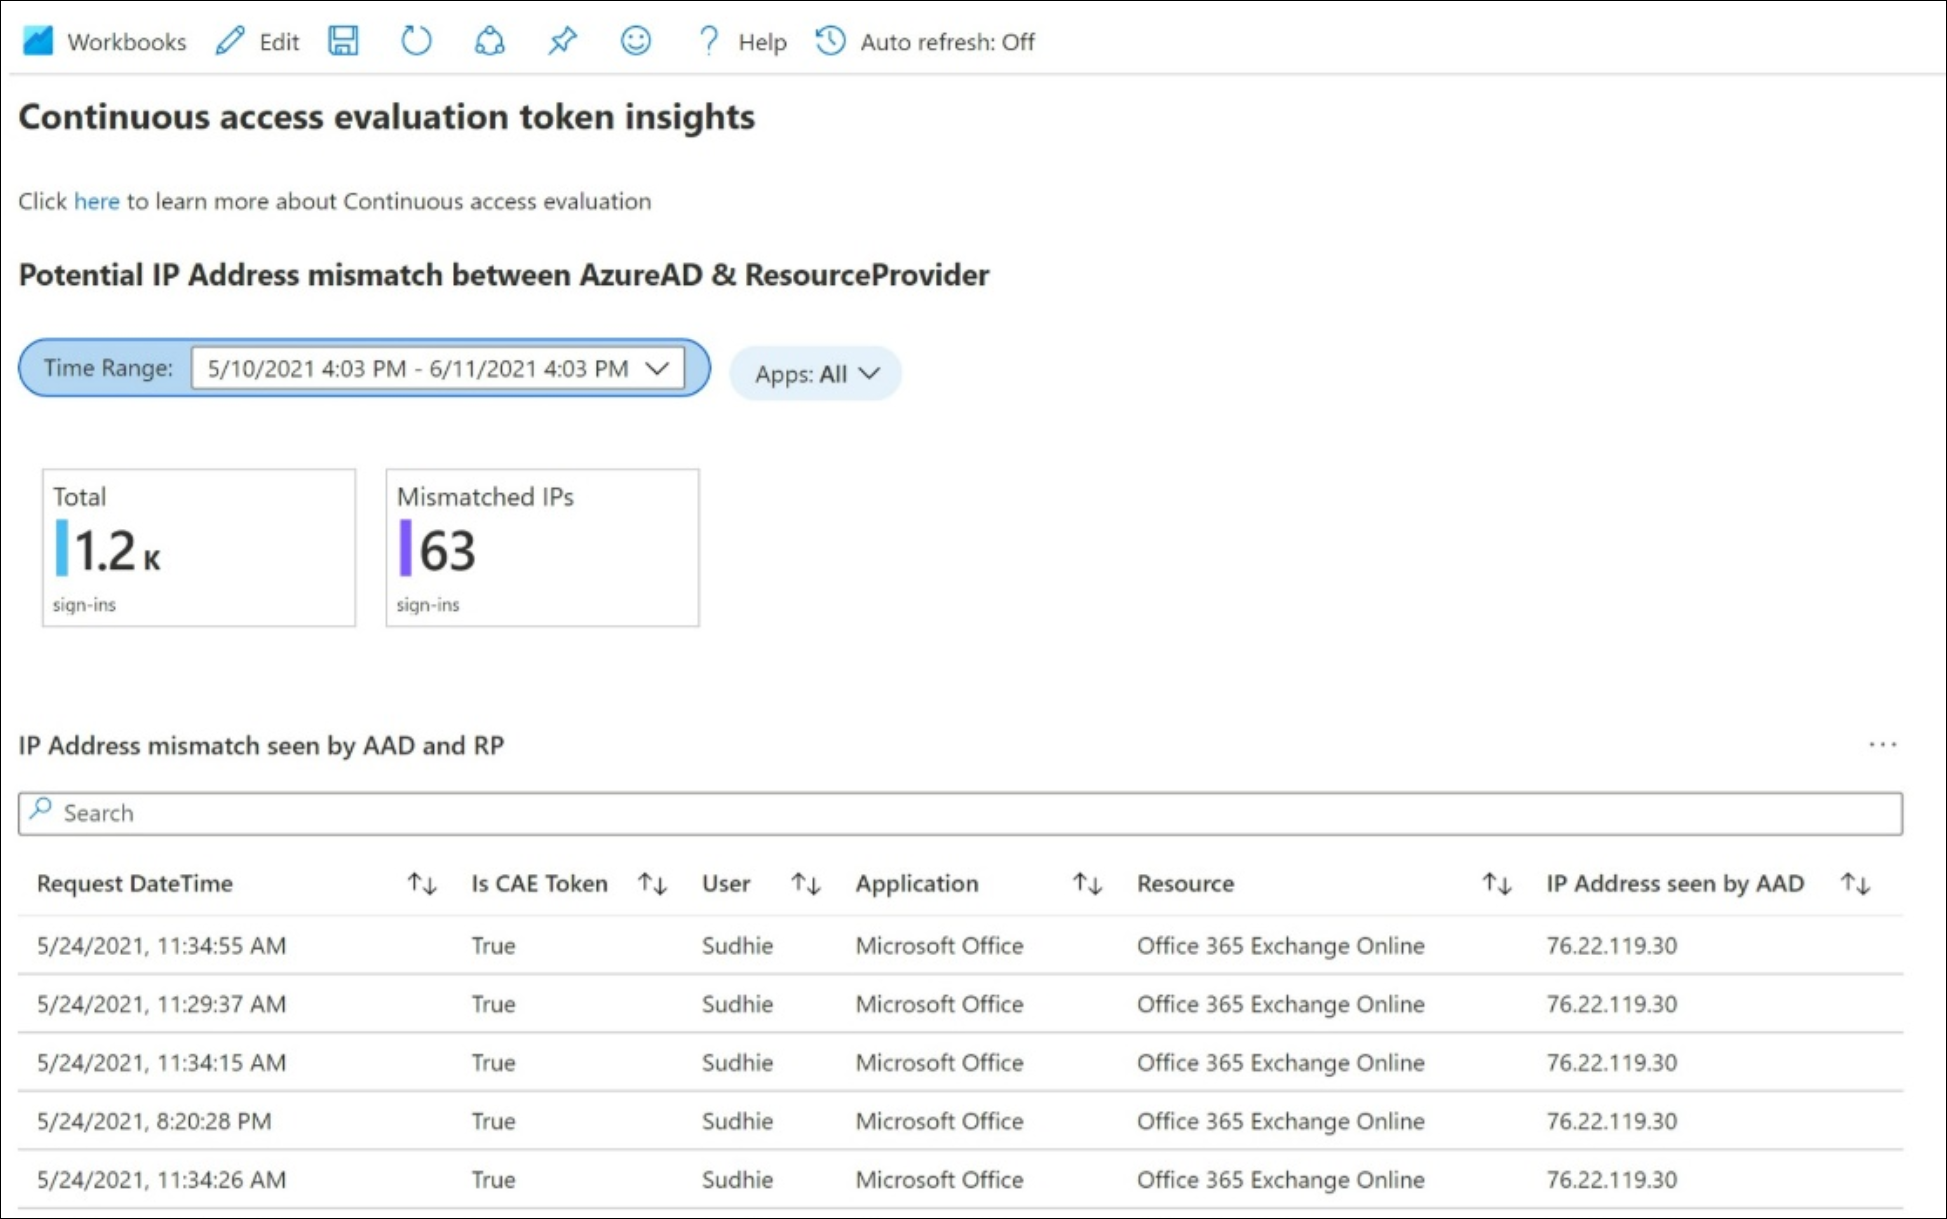 Workbooks Edit ? Help Auto refresh: Off
Continuous access evaluation token insights
Click here to learn more about Continuous access evaluation
Potential IP Address mismatch between AzureAD & ResourceProvider
Time Range: 5/10/2021 4:03 PM - 6/11/2021 4:03 PM Apps: All
Total Mismatched IPs
1.2 K 63
sign-ins sign-ins
IP Address mismatch seen by AAD and RP ...
Search
Request DateTime ↑↓ Is CAE Token ↑↓ User ↑↓ Application ↑↓ Resource ↑↓ IP Address seen by AAD ↑↓
5/24/2021, 11:34:55 AM True Sudhie Microsoft Office Office 365 Exchange Online 76.22.119.30
5/24/2021, 11:29:37 AM True Sudhie Microsoft Office Office 365 Exchange Online 76.22.119.30
5/24/2021, 11:34:15 AM True Sudhie Microsoft Office Office 365 Exchange Online 76.22.119.30
5/24/2021, 8:20:28 PM True Sudhie Microsoft Office Office 365 Exchange Online 76.22.119.30
5/24/2021, 11:34:26 AM True Sudhie Microsoft Office Office 365 Exchange Online 76.22.119.30